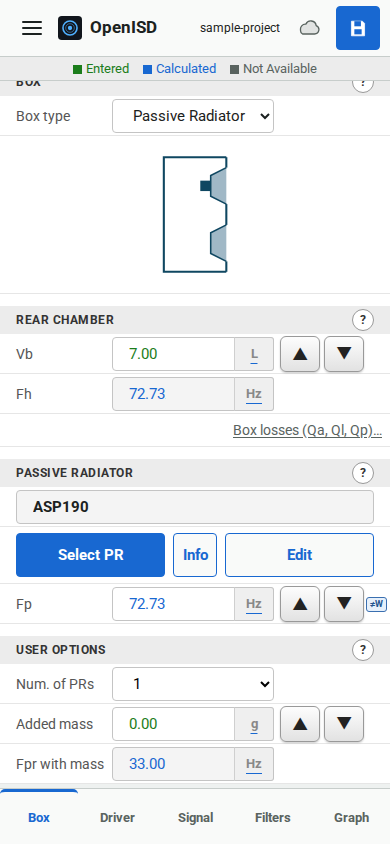 OpenISD
sample-project
Entered Calculated Not Available
BOX ?
Box type Passive Radiator
REAR CHAMBER ?
Vb 7.00 L ▲ ▼
Fh 72.73 Hz
Box losses (Qa, Ql, Qp)...
PASSIVE RADIATOR ?
ASP190
Select PR Info Edit
Fp 72.73 Hz ▲ ▼ ≠W
USER OPTIONS ?
Num. of PRs 1
Added mass 0.00 g ▲ ▼
Fpr with mass 33.00 Hz
Box Driver Signal Filters Graph